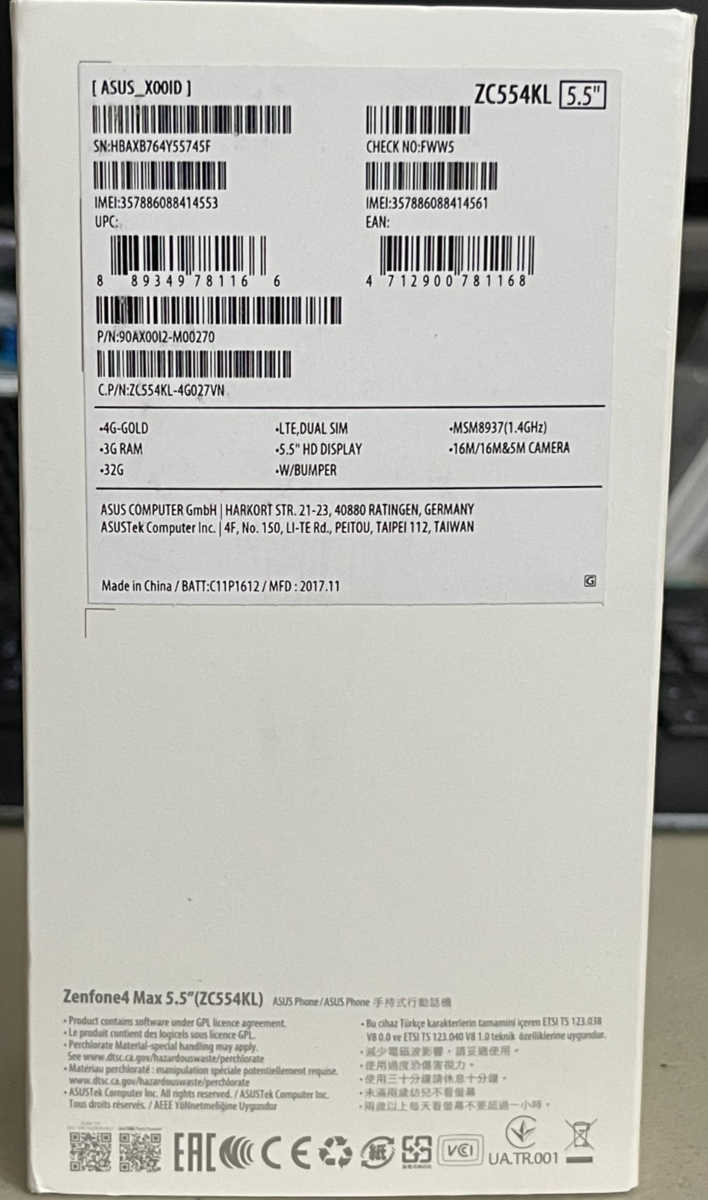 [ ASUS_X00ID ]
ZC554KL 5.5"
SN:HBAXB764Y55745F
CHECK NO:FWW5
IMEI:357886088414553
IMEI:357886088414561
UPC:
EAN:
8 89349 78116 6
4 712900 781168
P/N:90AX00I2-M00270
C.P/N:ZC554KL-4G027VN
•4G-GOLD
•LTE,DUAL SIM
•MSM8937(1.4GHz)
•3G RAM
•5.5" HD DISPLAY
•16M/16M&5M CAMERA
•32G
•W/BUMPER
ASUS COMPUTER GmbH | HARKORT STR. 21-23, 40880 RATINGEN, GERMANY
ASUSTek Computer Inc. | 4F, No. 150, LI-TE Rd., PEITOU, TAIPEI 112, TAIWAN
Made in China / BATT:C11P1612 / MFD : 2017.11
G
Zenfone4 Max 5.5"(ZC554KL) ASUS Phone/ASUS Phone 手持式行動話機
• Product contains software under GPL licence agreement.
• Le produit contient des logicels sous licence GPL.
• Perchlorate Material-special handling may apply.
See www.dtsc.ca.gov/hazardouswaste/perchlorate
• Matériau perchloraté : manipulation spéciale potentiellement requise.
www.dtsc.ca.gov/hazardouswaste/perchlorate
• ASUSTek Computer Inc. All rights reserved. / ASUSTek Computer Inc.
Tous droits réservés. / AEEE Yönetmeliğine Uygundur
• Bu cihaz Türkçe karakterlerin tamamini içeren ETSI TS 123.038
V8 0.0 ve ETSI TS 123.040 V8 1.0 teknik özelliklerine uygundur.
•減少電磁波影響，請妥適使用。
•使用過度恐傷害視力。
•使用三十分鐘請休息十分鐘。
•未滿兩歲幼兒不看螢幕
•兩歲以上每天看螢幕不要超過一小時。
EAC
CE
紙
VCCI
UA.TR.001